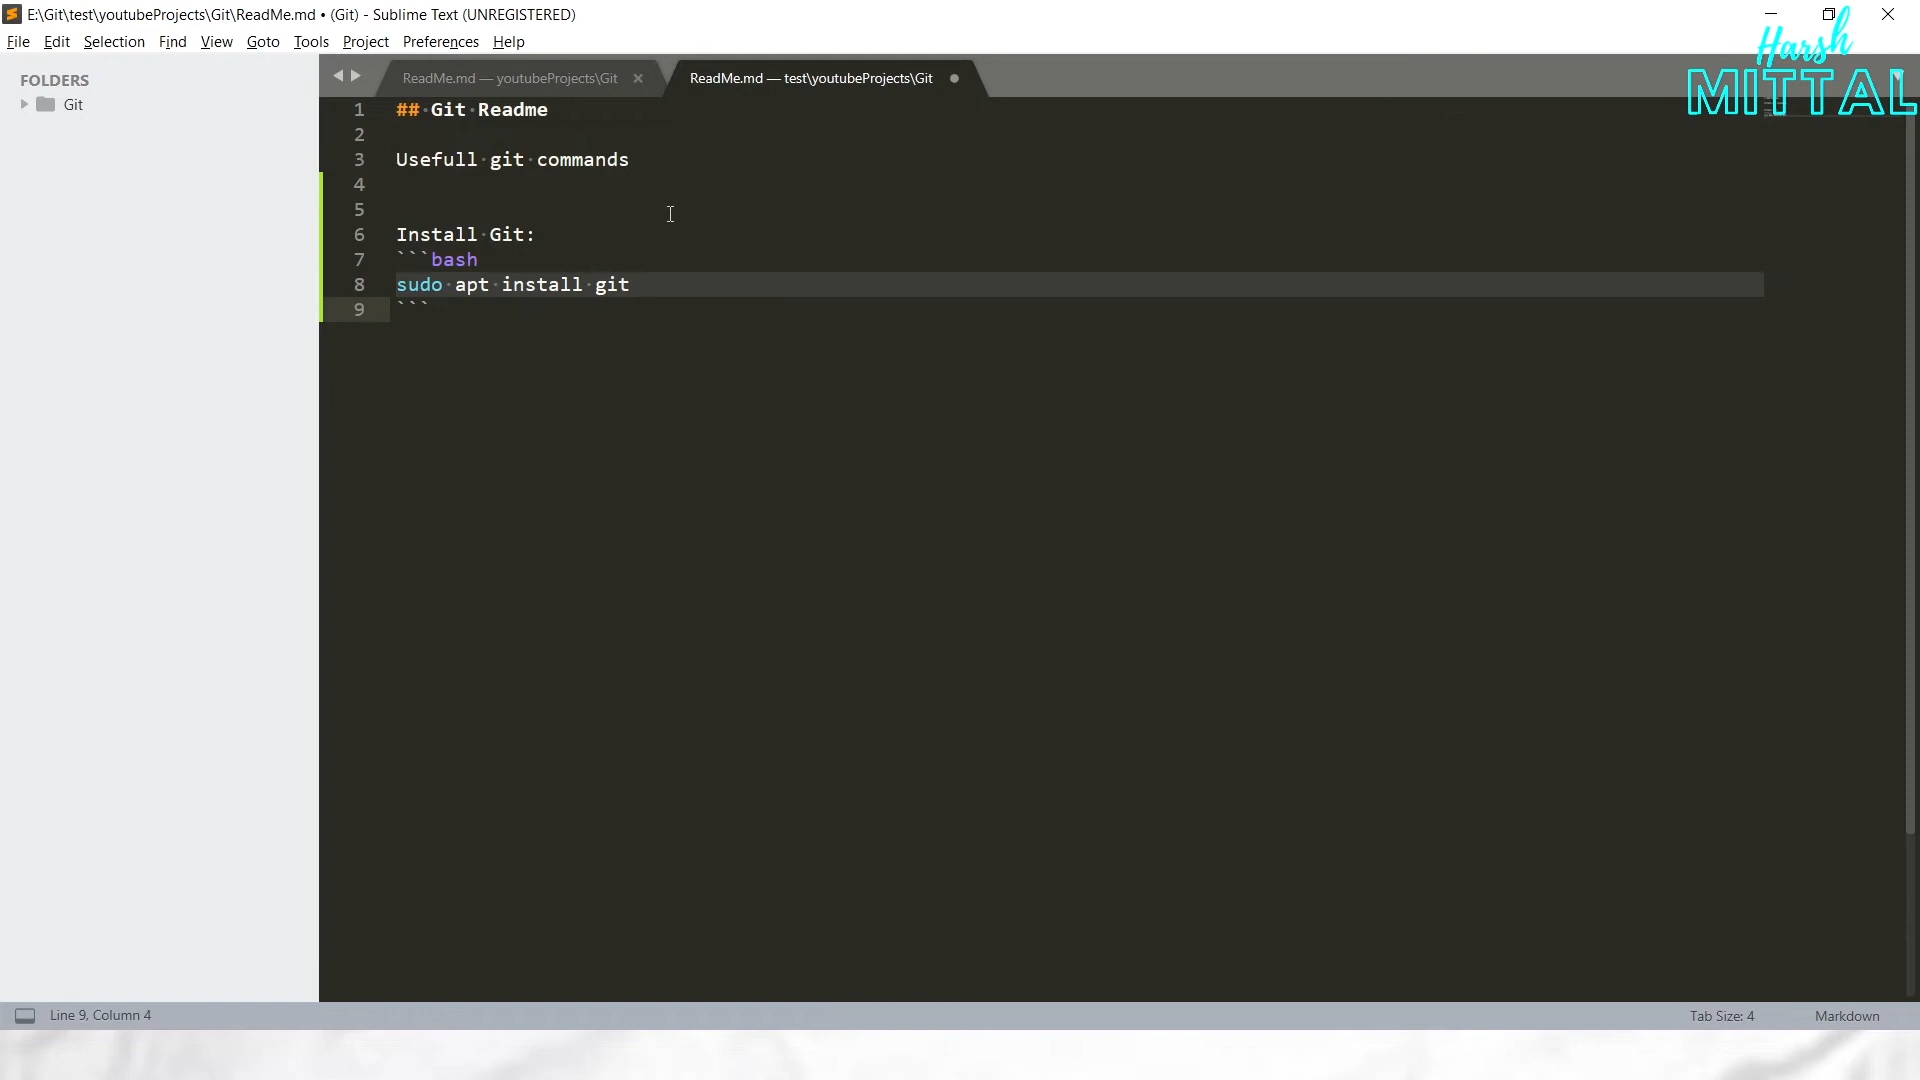 E:\Git\test\youtubeProjects\Git\ReadMe.md • (Git) - Sublime Text (UNREGISTERED)
File Edit Selection Find View Goto Tools Project Preferences Help
Harsh
MITTAL
FOLDERS
Git
ReadMe.md — youtubeProjects\Git
ReadMe.md — test\youtubeProjects\Git
1 ## Git Readme
2
3 Usefull git commands
4
5
6 Install Git:
7 ```bash
8 sudo apt install git
9 ```
Line 9, Column 4
Tab Size: 4
Markdown